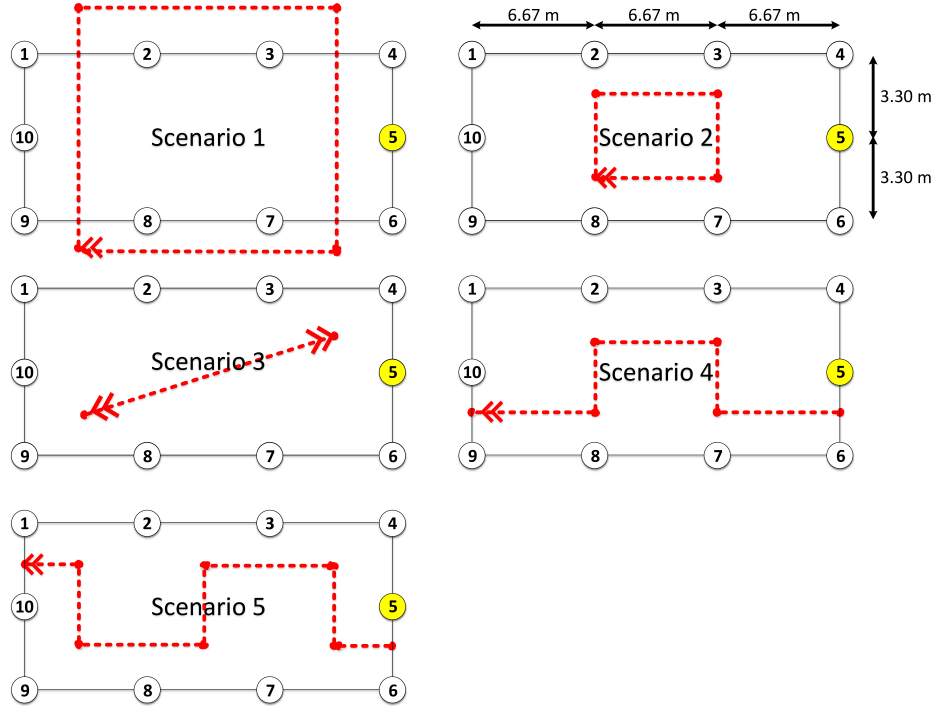 6.67 m 6.67 m 6.67 m
1 2 3 4
10 Scenario 1 5
9 8 7 6
1 2 3 4
3.30 m
10 Scenario 2 5
3.30 m
9 8 7 6
1 2 3 4
10 Scenario 3 5
9 8 7 6
1 2 3 4
10 Scenario 4 5
9 8 7 6
1 2 3 4
10 Scenario 5 5
9 8 7 6